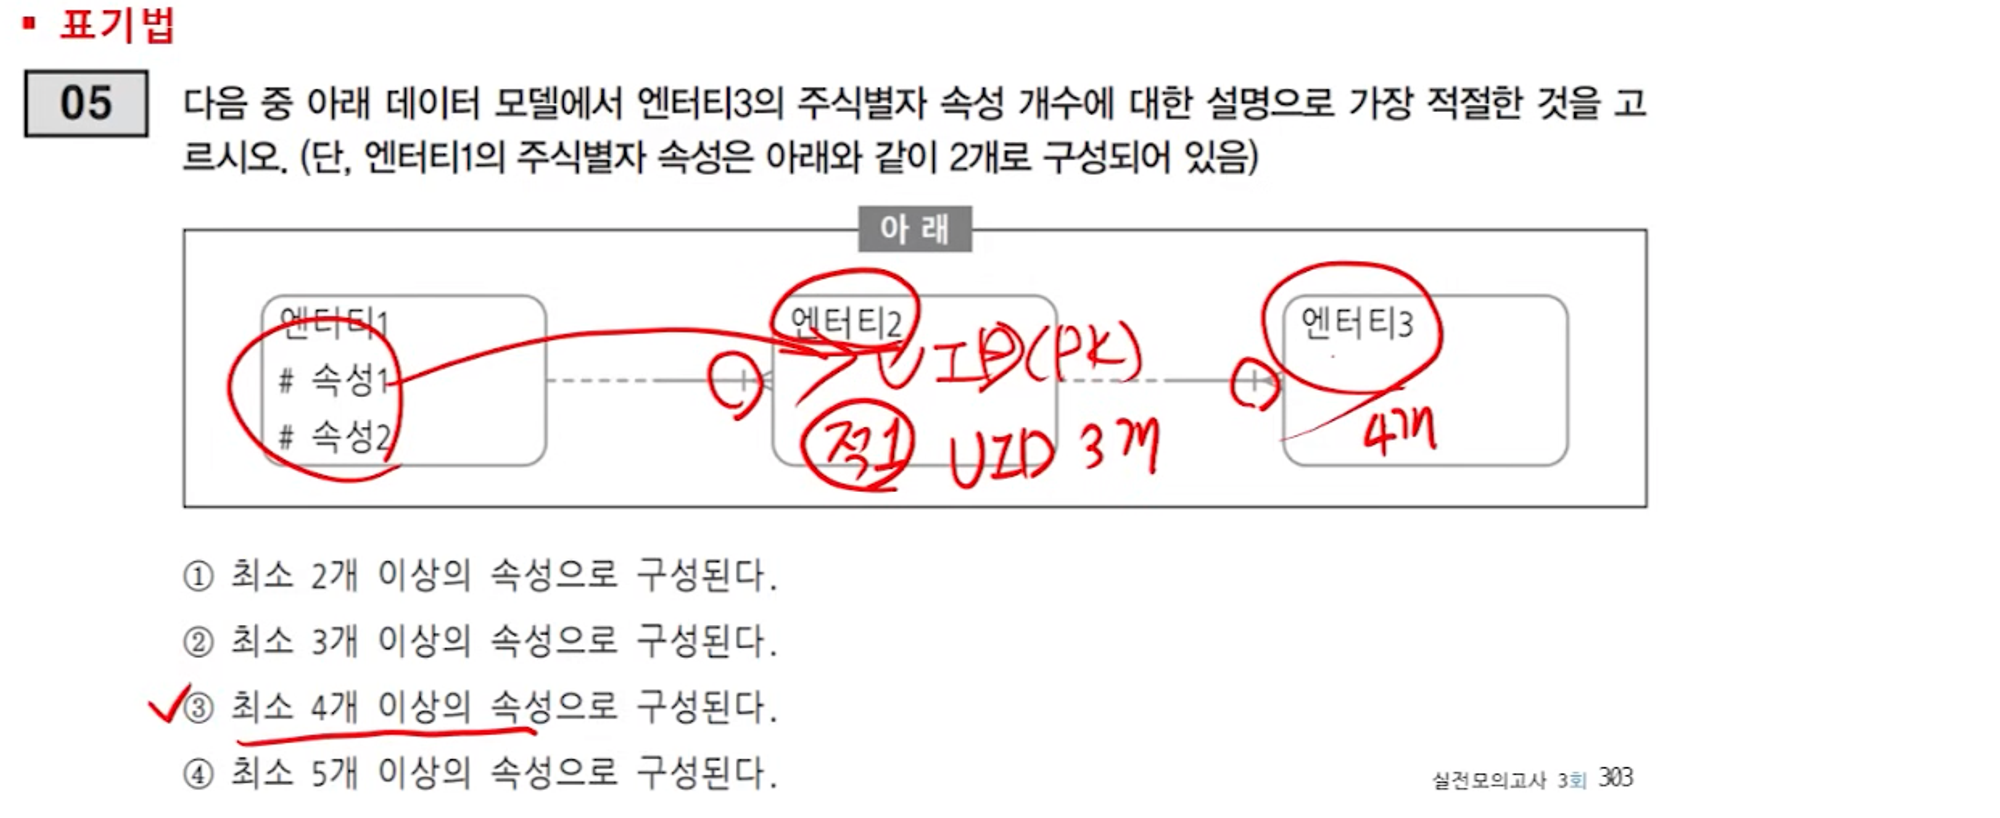 ▪ 표기법
05 다음 중 아래 데이터 모델에서 엔터티3의 주식별자 속성 개수에 대한 설명으로 가장 적절한 것을 고
르시오. (단, 엔터티1의 주식별자 속성은 아래와 같이 2개로 구성되어 있음)
아 래
엔터티1 엔터티2 엔터티3
# 속성1 UID(PK)
# 속성2 적1 UID 3개 4개
① 최소 2개 이상의 속성으로 구성된다.
② 최소 3개 이상의 속성으로 구성된다.
③ 최소 4개 이상의 속성으로 구성된다.
④ 최소 5개 이상의 속성으로 구성된다.
실전모의고사 3회 303